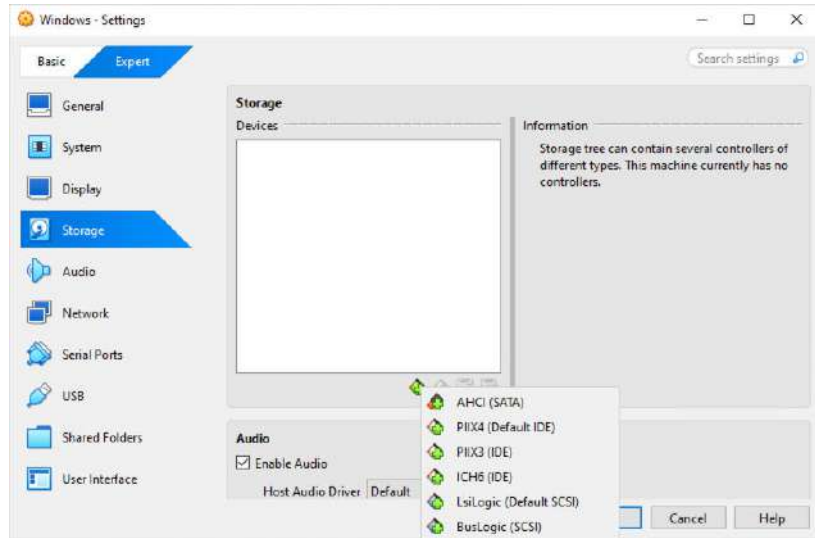 Windows - Settings
Basic
Expert
Search settings
General
System
Display
Storage
Audio
Network
Serial Ports
USB
Shared Folders
User Interface
Storage
Devices
Information
Storage tree can contain several controllers of
different types. This machine currently has no
controllers.
AHCI (SATA)
PIIX4 (Default IDE)
PIIX3 (IDE)
ICH6 (IDE)
LsiLogic (Default SCSI)
BusLogic (SCSI)
Audio
Enable Audio
Host Audio Driver Default
Cancel
Help